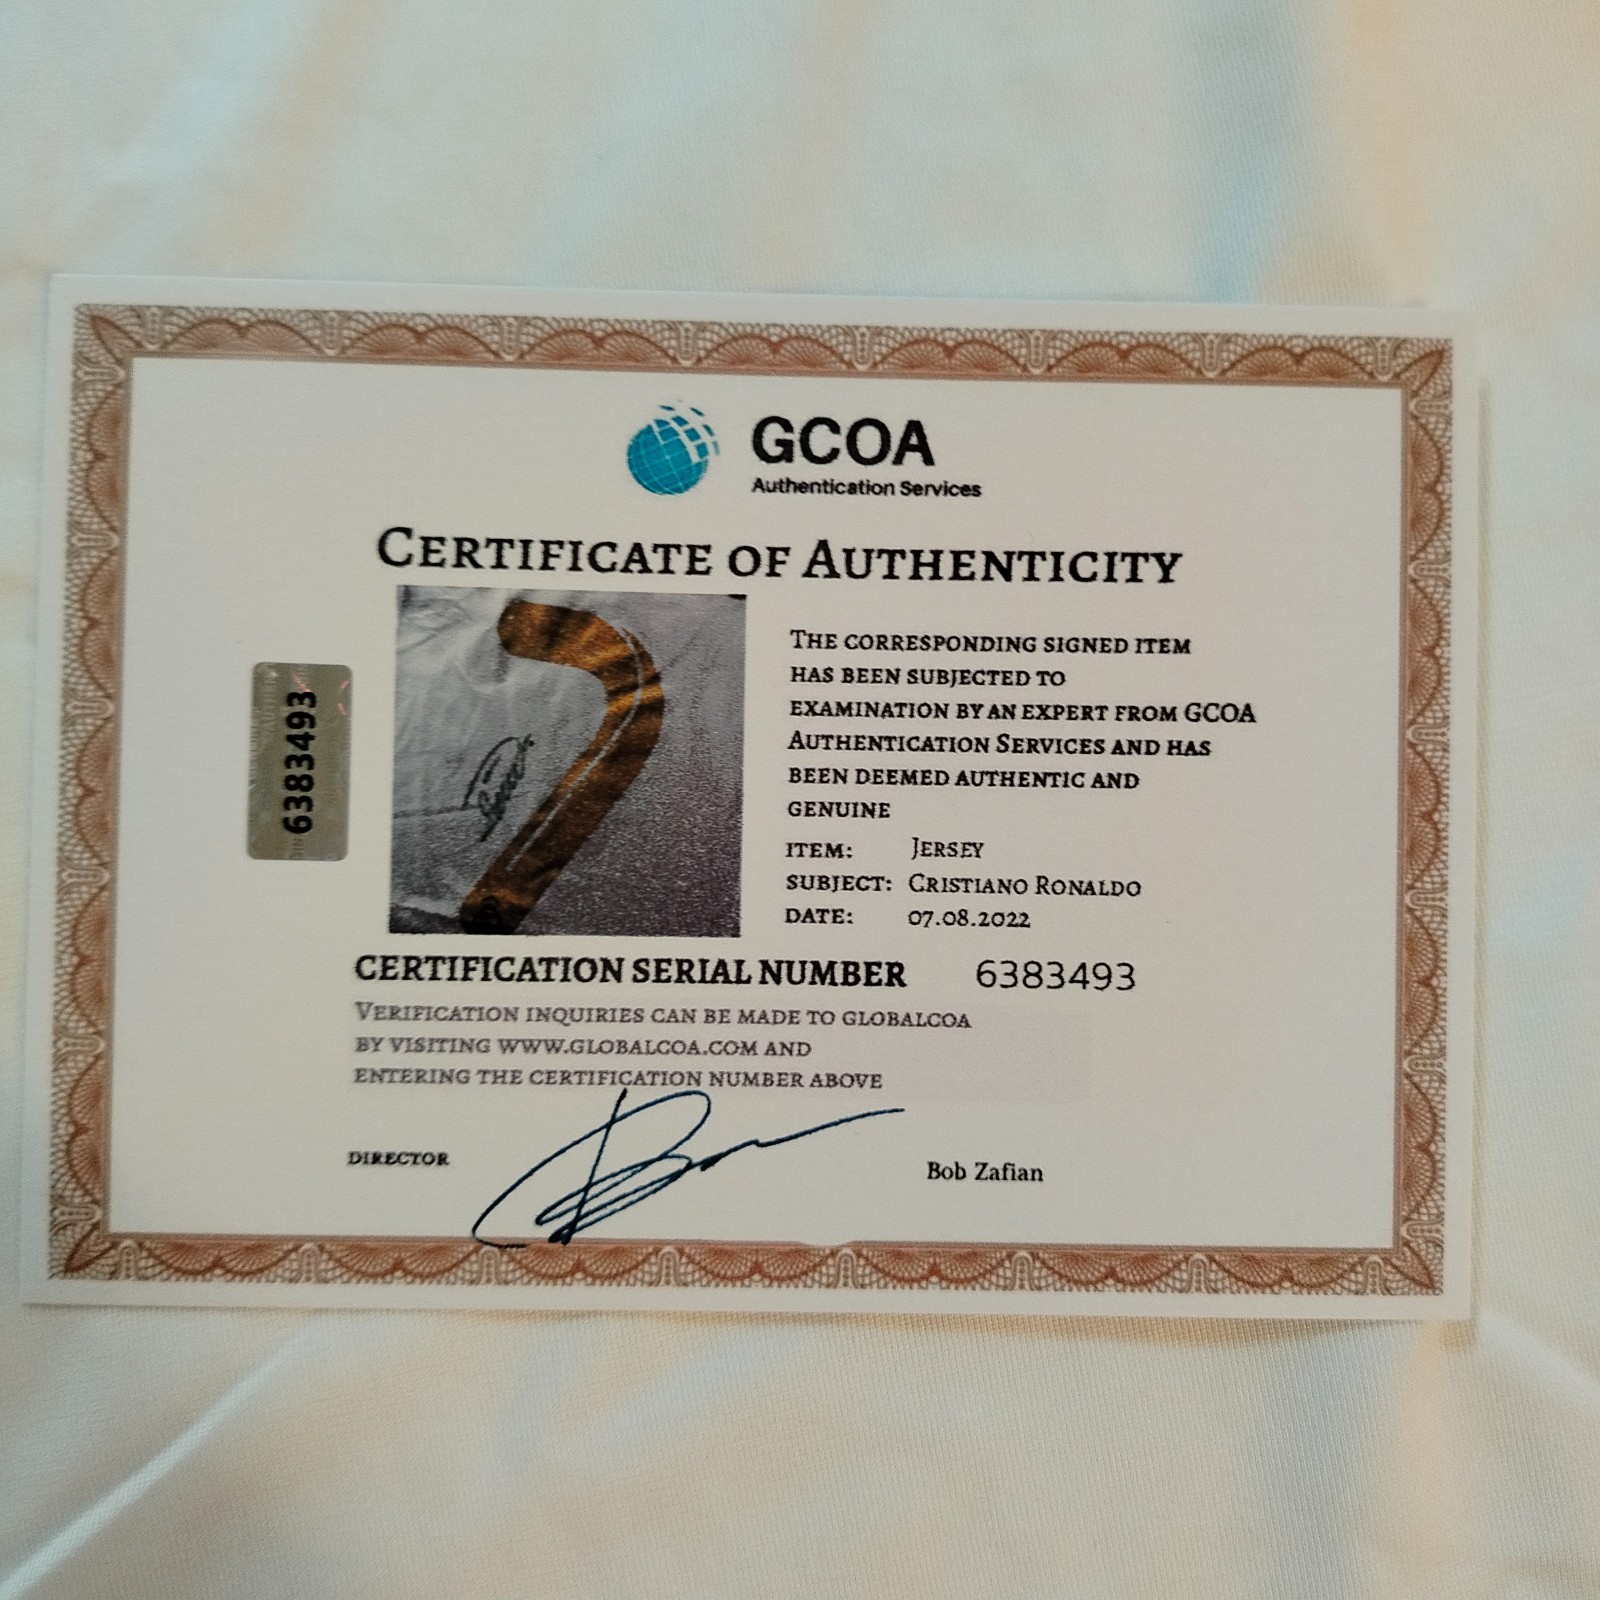 GCOA
Authentication Services
CERTIFICATE OF AUTHENTICITY
6383493
THE CORRESPONDING SIGNED ITEM
HAS BEEN SUBJECTED TO
EXAMINATION BY AN EXPERT FROM GCOA
AUTHENTICATION SERVICES AND HAS
BEEN DEEMED AUTHENTIC AND
GENUINE
ITEM: JERSEY
SUBJECT: CRISTIANO RONALDO
DATE: 07.08.2022
CERTIFICATION SERIAL NUMBER 6383493
VERIFICATION INQUIRIES CAN BE MADE TO GLOBALCOA
BY VISITING WWW.GLOBALCOA.COM AND
ENTERING THE CERTIFICATION NUMBER ABOVE
DIRECTOR
Bob Zafian